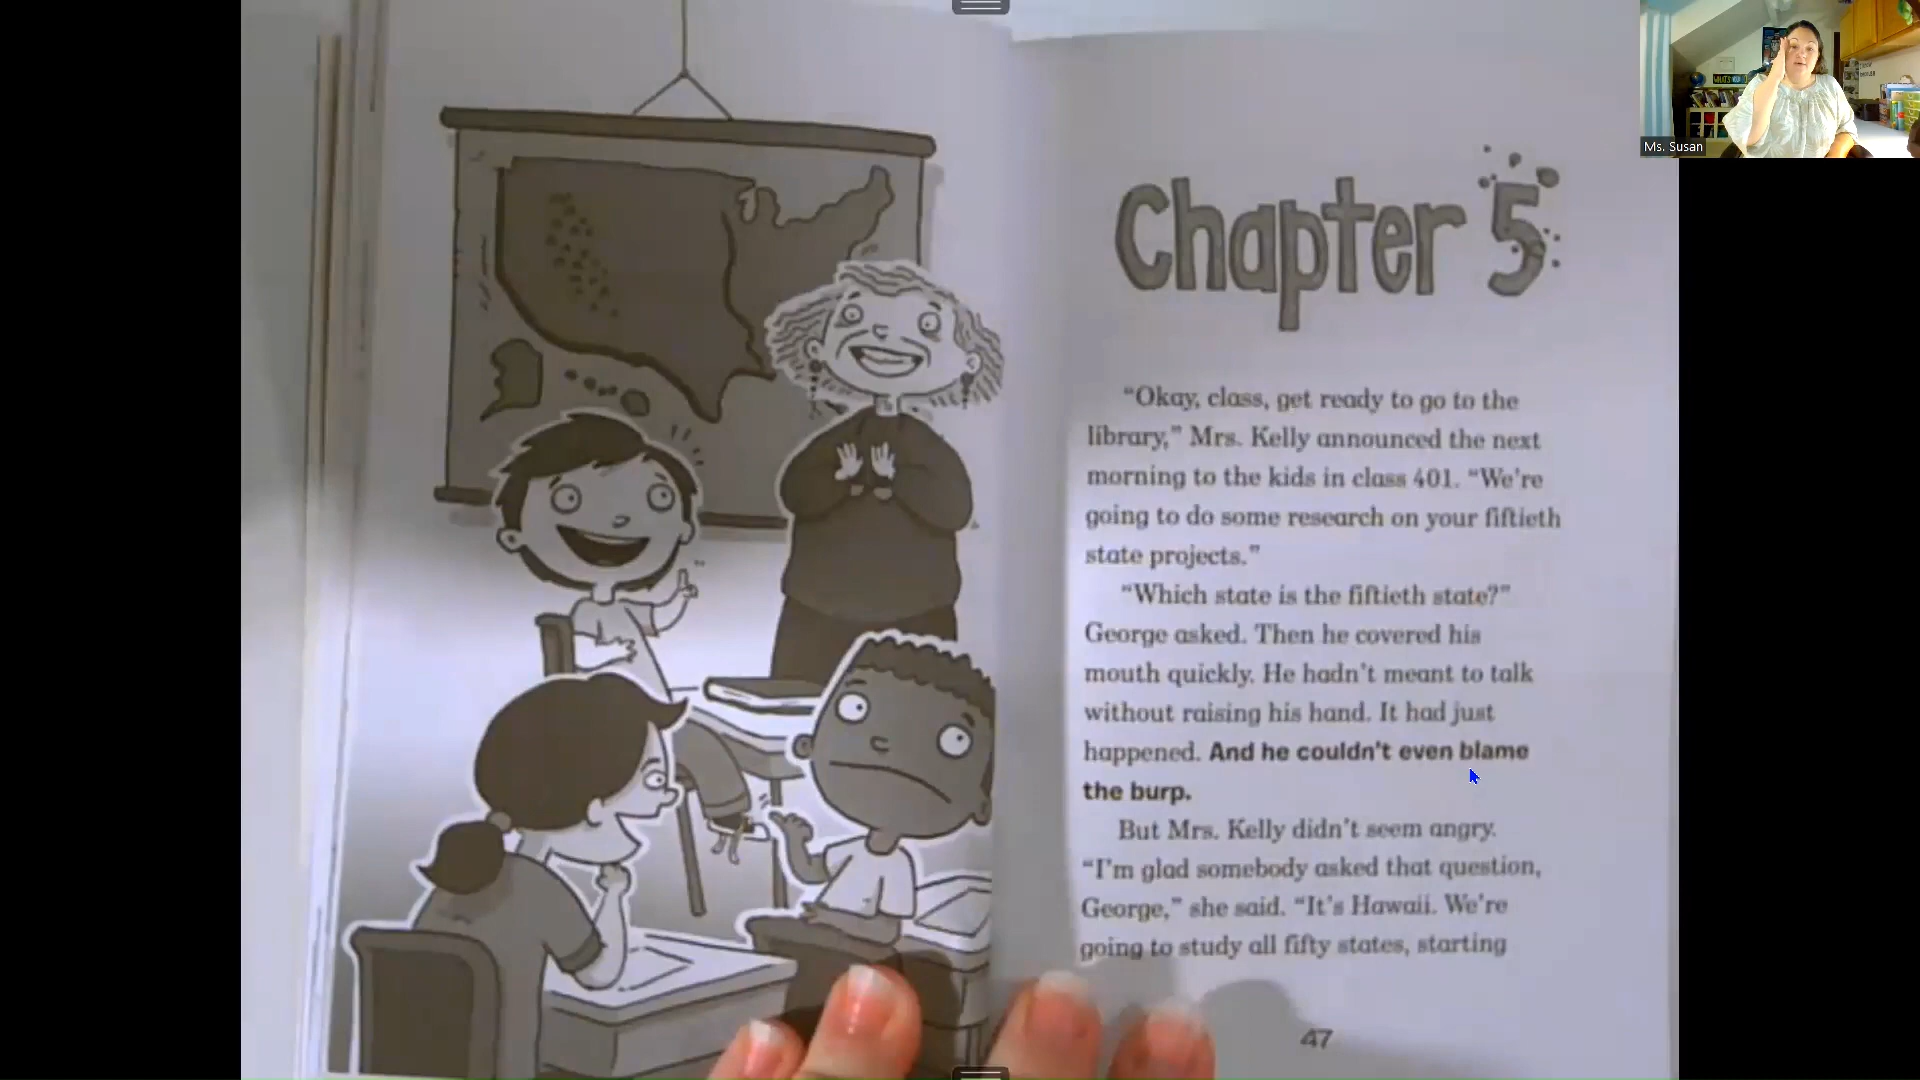 Ms. Susan
Chapter 5
“Okay, class, get ready to go to the
library,” Mrs. Kelly announced the next
morning to the kids in class 401. “We’re
going to do some research on your fiftieth
state projects.”
“Which state is the fiftieth state?”
George asked. Then he covered his
mouth quickly. He hadn’t meant to talk
without raising his hand. It had just
happened. And he couldn’t even blame
the burp.
But Mrs. Kelly didn’t seem angry.
“I’m glad somebody asked that question,
George,” she said. “It’s Hawaii. We’re
going to study all fifty states, starting
47